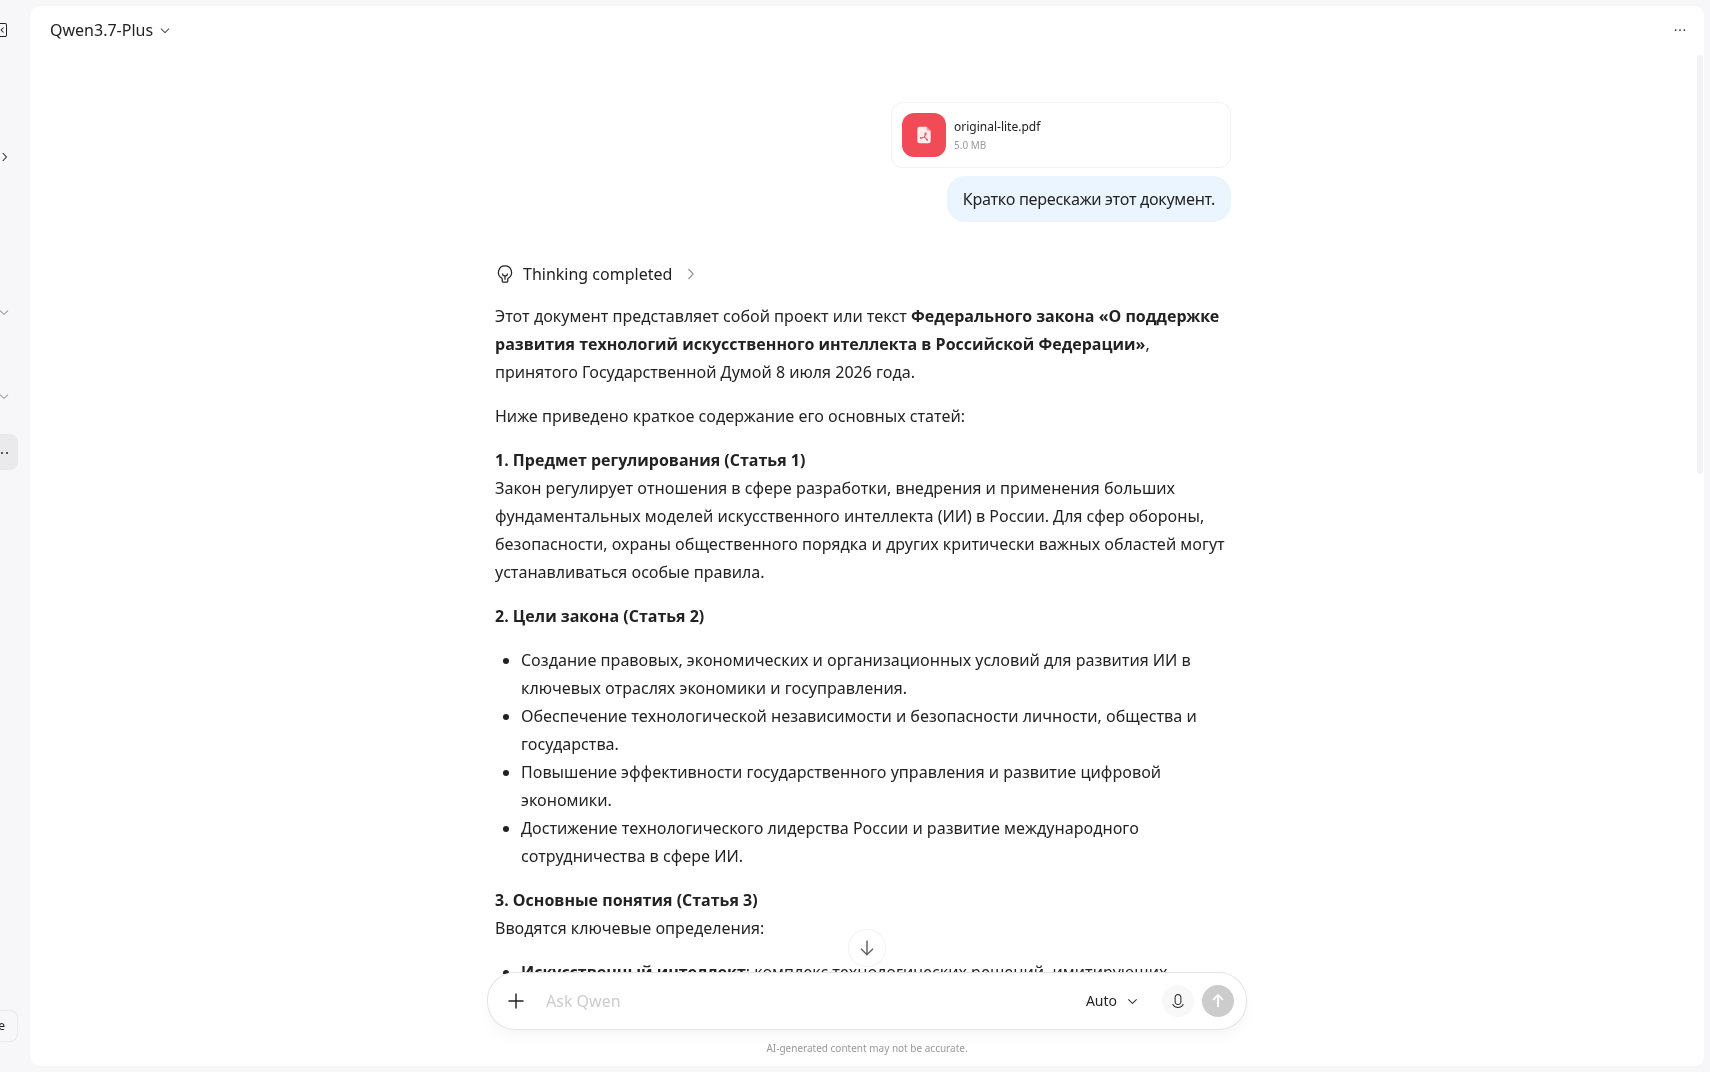 Qwen3.7-Plus
...
original-lite.pdf
5.0 MB
Кратко перескажи этот документ.
Thinking completed
Этот документ представляет собой проект или текст Федерального закона «О поддержке
развития технологий искусственного интеллекта в Российской Федерации»,
принятого Государственной Думой 8 июля 2026 года.
Ниже приведено краткое содержание его основных статей:
1. Предмет регулирования (Статья 1)
Закон регулирует отношения в сфере разработки, внедрения и применения больших
фундаментальных моделей искусственного интеллекта (ИИ) в России. Для сфер обороны,
безопасности, охраны общественного порядка и других критически важных областей могут
устанавливаться особые правила.
2. Цели закона (Статья 2)
• Создание правовых, экономических и организационных условий для развития ИИ в
ключевых отраслях экономики и госуправления.
• Обеспечение технологической независимости и безопасности личности, общества и
государства.
• Повышение эффективности государственного управления и развитие цифровой
экономики.
• Достижение технологического лидерства России и развитие международного
сотрудничества в сфере ИИ.
3. Основные понятия (Статья 3)
Вводятся ключевые определения:
• Искусственный интеллект: комплекс технологических решений, имитирующих
Ask Qwen
Auto
e
AI-generated content may not be accurate.